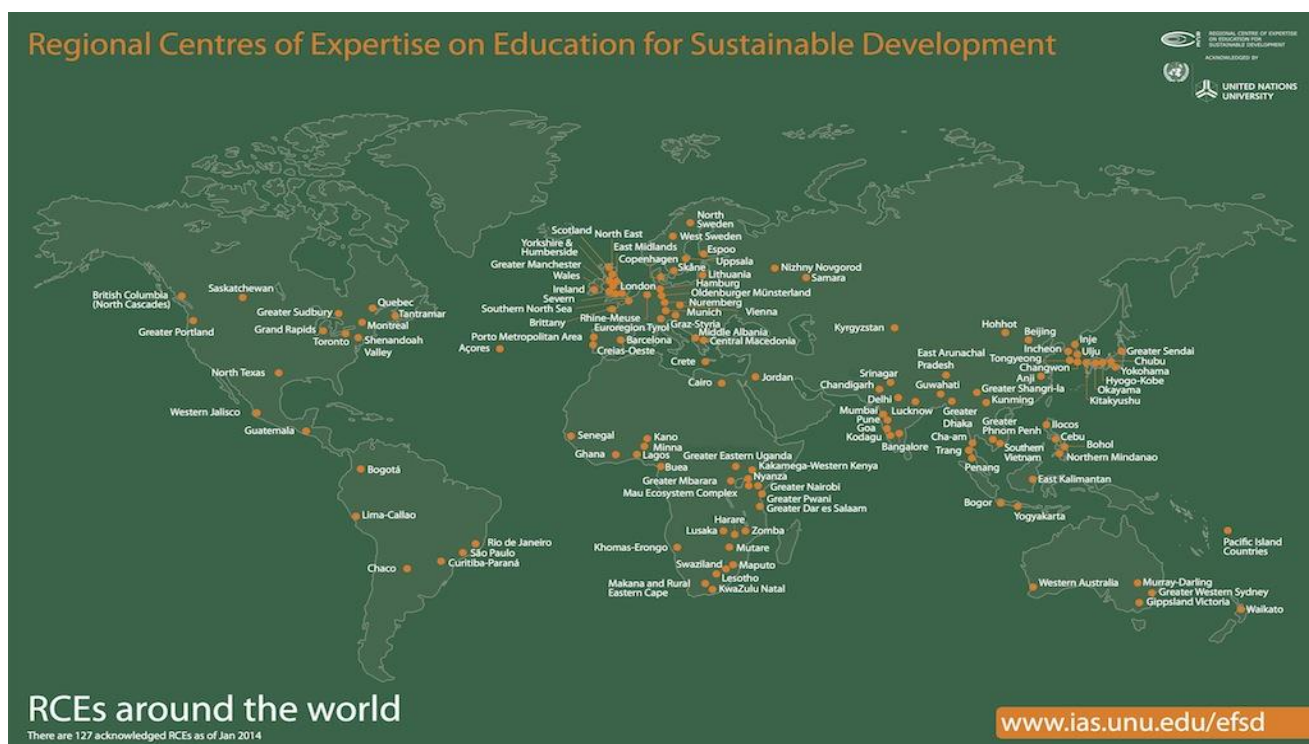 Regional Centres of Expertise on Education for Sustainable Development
REGIONAL CENTRE OF EXPERTISE
ON EDUCATION FOR
SUSTAINABLE DEVELOPMENT
ACKNOWLEDGED BY
UNITED NATIONS
UNIVERSITY
North
Sweden
West Sweden
Scotland
North East
Yorkshire &
Humberside
East Midlands
Espoo
Greater Manchester
Copenhagen
Uppsala
Wales
Skåne
Lithuania
Nizhny Novgorod
Samara
Ireland
London
Hamburg
Oldenburger Münsterland
Severn
Nuremberg
Southern North Sea
Munich
Vienna
Brittany
Rhine-Meuse
Graz-Styria
Euroregion Tyrol
Middle Albania
Porto Metropolitan Area
Barcelona
Central Macedonia
Açores
Creias-Oeste
Crete
Cairo
Jordan
British Columbia
(North Cascades)
Saskatchewan
Greater Portland
Greater Sudbury
Quebec
Tantramar
Grand Rapids
Montreal
Toronto
Shenandoah
Valley
North Texas
Western Jalisco
Guatemala
Bogotá
Lima-Callao
Rio de Janeiro
São Paulo
Curitiba-Paraná
Chaco
Senegal
Kano
Minna
Ghana
Lagos
Buea
Greater Eastern Uganda
Kakamega-Western Kenya
Nyanza
Greater Mbarara
Mau Ecosystem Complex
Greater Nairobi
Greater Pwani
Greater Dar es Salaam
Harare
Lusaka
Zomba
Khomas-Erongo
Mutare
Swaziland
Maputo
Lesotho
Makana and Rural
Eastern Cape
KwaZulu Natal
Kyrgyzstan
Hohhot
Beijing
Inje
Incheon
Ulju
Greater Sendai
Tongyeong
Chubu
Changwon
Yokohama
Anji
Hyogo-Kobe
Okayama
Kitakyushu
East Arunachal
Pradesh
Srinagar
Chandigarh
Guwahati
Greater Shangri-la
Delhi
Lucknow
Kunming
Mumbai
Greater
Dhaka
Pune
Goa
Kodagu
Bangalore
Greater
Phnom Penh
Ilocos
Cha-am
Cebu
Trang
Southern
Vietnam
Bohol
Northern Mindanao
Penang
East Kalimantan
Bogor
Yogyakarta
Pacific Island
Countries
Western Australia
Murray-Darling
Greater Western Sydney
Gippsland Victoria
Waikato
RCEs around the world
There are 127 acknowledged RCEs as of Jan 2014
www.ias.unu.edu/efsd